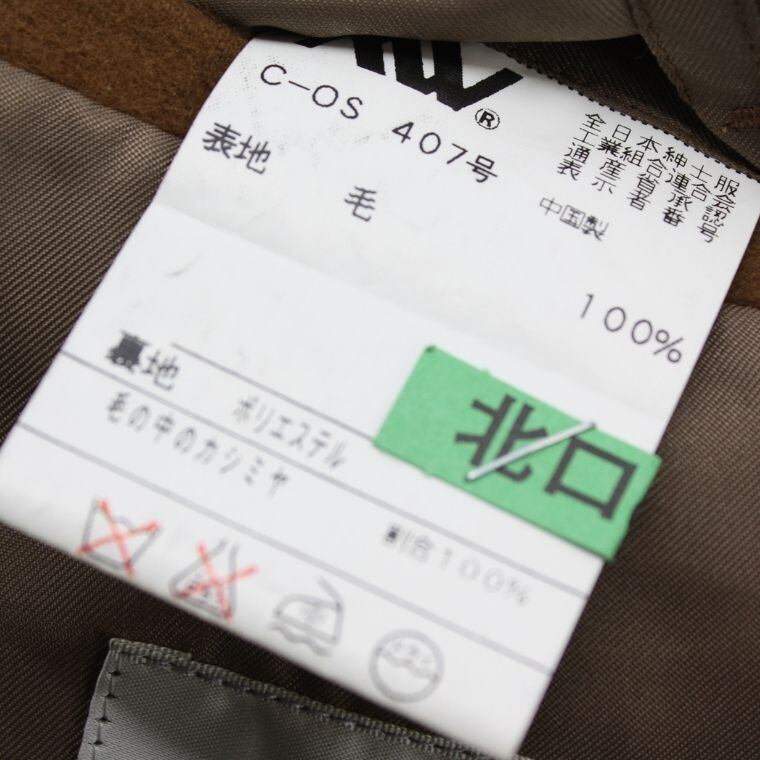 C-OS 407号
全日本紳士服
工業組合連合会
通産省承認
表示者番号
中国製
表地
毛
100%
裏地
ポリエステル
毛の中のカシミヤ
割合100%
北口
®